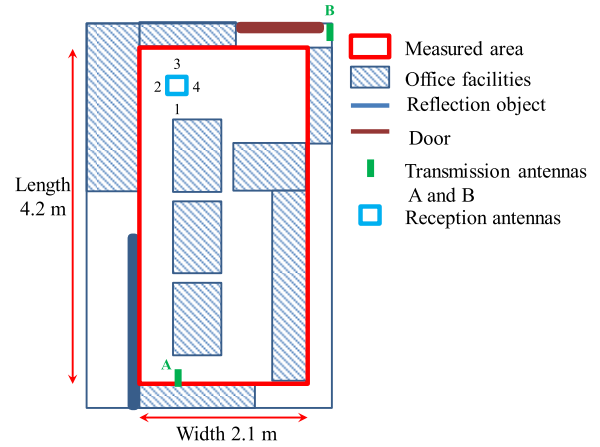 B
3
2
4
1
Length
4.2 m
A
Width 2.1 m
Measured area
Office facilities
Reflection object
Door
Transmission antennas
A and B
Reception antennas